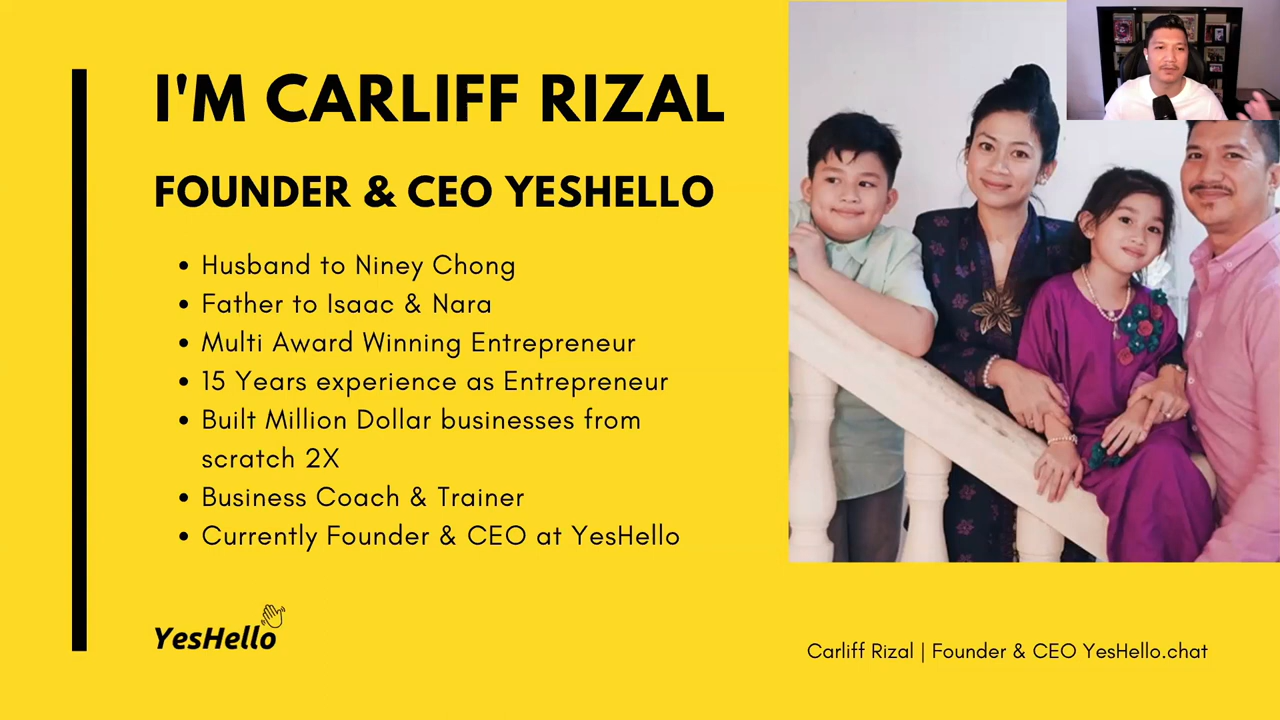 I'M CARLIFF RIZAL
FOUNDER & CEO YESHELLO
• Husband to Niney Chong
• Father to Isaac & Nara
• Multi Award Winning Entrepreneur
• 15 Years experience as Entrepreneur
• Built Million Dollar businesses from
scratch 2X
• Business Coach & Trainer
• Currently Founder & CEO at YesHello
YesHello
Carliff Rizal | Founder & CEO YesHello.chat